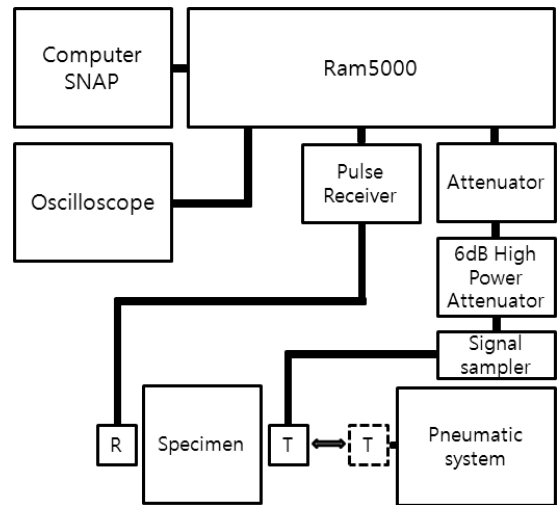 Computer
SNAP
Ram5000
Oscilloscope
Pulse
Receiver
Attenuator
6dB High
Power
Attenuator
Signal
sampler
R
Specimen
T
T
Pneumatic
system